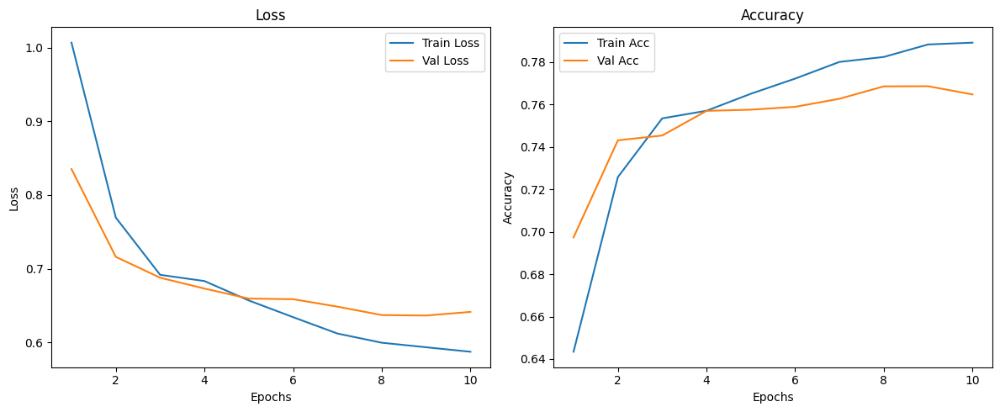 Loss
Train Loss
Val Loss
1.0
0.9
0.8
0.7
0.6
Loss
2
4
6
8
10
Epochs
Accuracy
Train Acc
Val Acc
0.78
0.76
0.74
0.72
0.70
0.68
0.66
0.64
Accuracy
2
4
6
8
10
Epochs